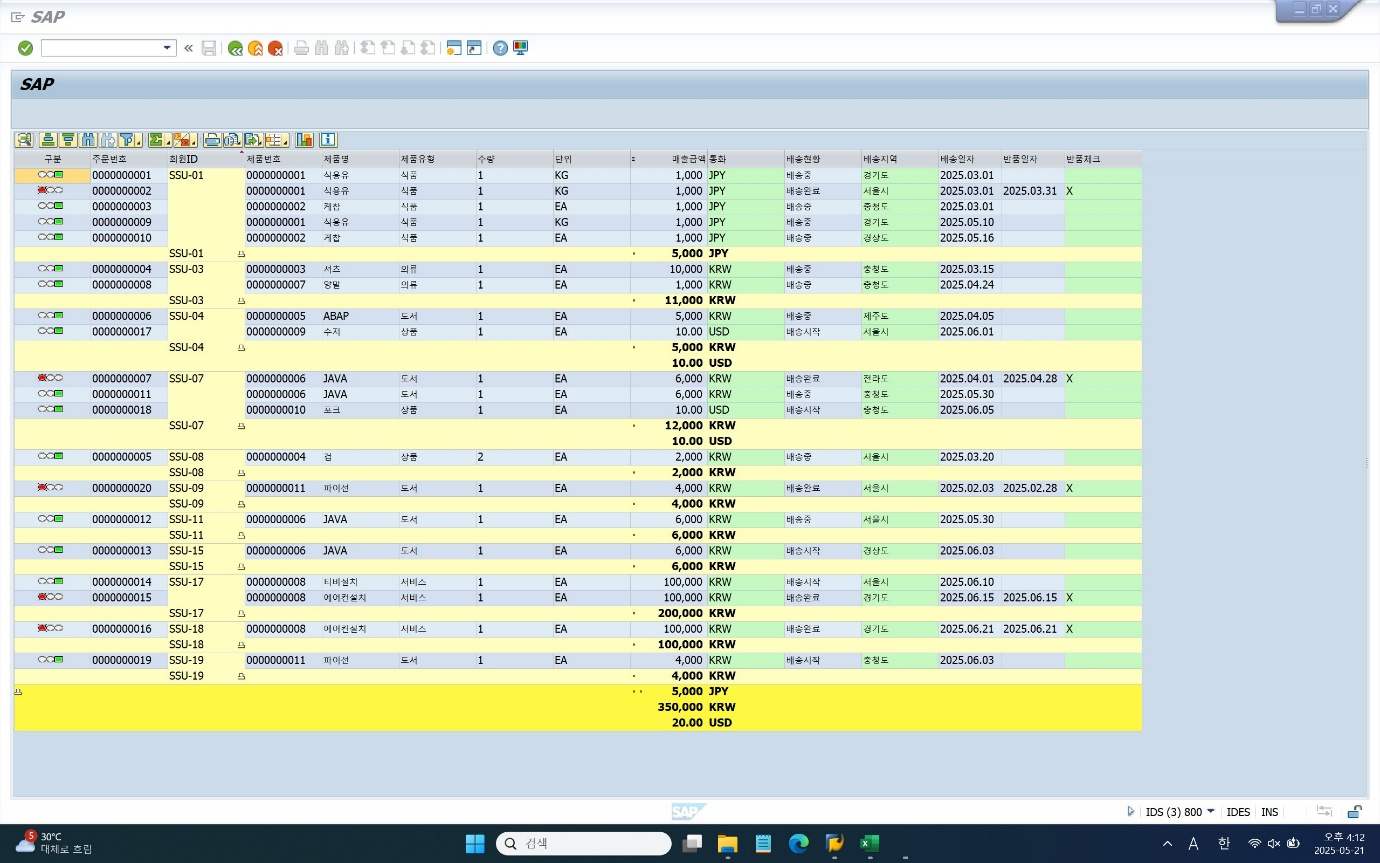 SAP
SAP
구분 주문번호 회원ID 제품번호 제품명 제품유형 수량 단위 Σ 매출금액 통화 배송현황 배송지역 배송일자 반품일자 반품체크
0000000001 SSU-01 0000000001 식용유 식품 1 KG 1,000 JPY 배송중 경기도 2025.03.01
0000000002 0000000001 식용유 식품 1 KG 1,000 JPY 배송완료 서울시 2025.03.01 2025.03.31 X
0000000003 0000000002 케찹 식품 1 EA 1,000 JPY 배송중 충청도 2025.03.01
0000000009 0000000001 식용유 식품 1 KG 1,000 JPY 배송중 경기도 2025.05.10
0000000010 0000000002 케찹 식품 1 EA 1,000 JPY 배송중 경상도 2025.05.16
SSU-01 5,000 JPY
0000000004 SSU-03 0000000003 셔츠 의류 1 EA 10,000 KRW 배송중 충청도 2025.03.15
0000000008 0000000007 양말 의류 1 EA 1,000 KRW 배송중 충청도 2025.04.24
SSU-03 11,000 KRW
0000000006 SSU-04 0000000005 ABAP 도서 1 EA 5,000 KRW 배송중 제주도 2025.04.05
0000000017 0000000009 수저 상품 1 EA 10.00 USD 배송시작 서울시 2025.06.01
SSU-04 5,000 KRW
10.00 USD
0000000007 SSU-07 0000000006 JAVA 도서 1 EA 6,000 KRW 배송완료 전라도 2025.04.01 2025.04.28 X
0000000011 0000000006 JAVA 도서 1 EA 6,000 KRW 배송중 충청도 2025.05.30
0000000018 0000000010 포크 상품 1 EA 10.00 USD 배송시작 충청도 2025.06.05
SSU-07 12,000 KRW
10.00 USD
0000000005 SSU-08 0000000004 컵 상품 2 EA 2,000 KRW 배송중 서울시 2025.03.20
SSU-08 2,000 KRW
0000000020 SSU-09 0000000011 파이썬 도서 1 EA 4,000 KRW 배송완료 서울시 2025.02.03 2025.02.28 X
SSU-09 4,000 KRW
0000000012 SSU-11 0000000006 JAVA 도서 1 EA 6,000 KRW 배송중 서울시 2025.05.30
SSU-11 6,000 KRW
0000000013 SSU-15 0000000006 JAVA 도서 1 EA 6,000 KRW 배송시작 경상도 2025.06.03
SSU-15 6,000 KRW
0000000014 SSU-17 0000000008 티비설치 서비스 1 EA 100,000 KRW 배송시작 서울시 2025.06.10
0000000015 0000000008 에어컨설치 서비스 1 EA 100,000 KRW 배송완료 경기도 2025.06.15 2025.06.15 X
SSU-17 200,000 KRW
0000000016 SSU-18 0000000008 에어컨설치 서비스 1 EA 100,000 KRW 배송완료 경기도 2025.06.21 2025.06.21 X
SSU-18 100,000 KRW
0000000019 SSU-19 0000000011 파이썬 도서 1 EA 4,000 KRW 배송시작 충청도 2025.06.03
SSU-19 4,000 KRW
5,000 JPY
350,000 KRW
20.00 USD
SAP IDS (3) 800 IDES INS
5 30°C
대체로 흐림
검색
A 한
오후 4:12
2025-05-21